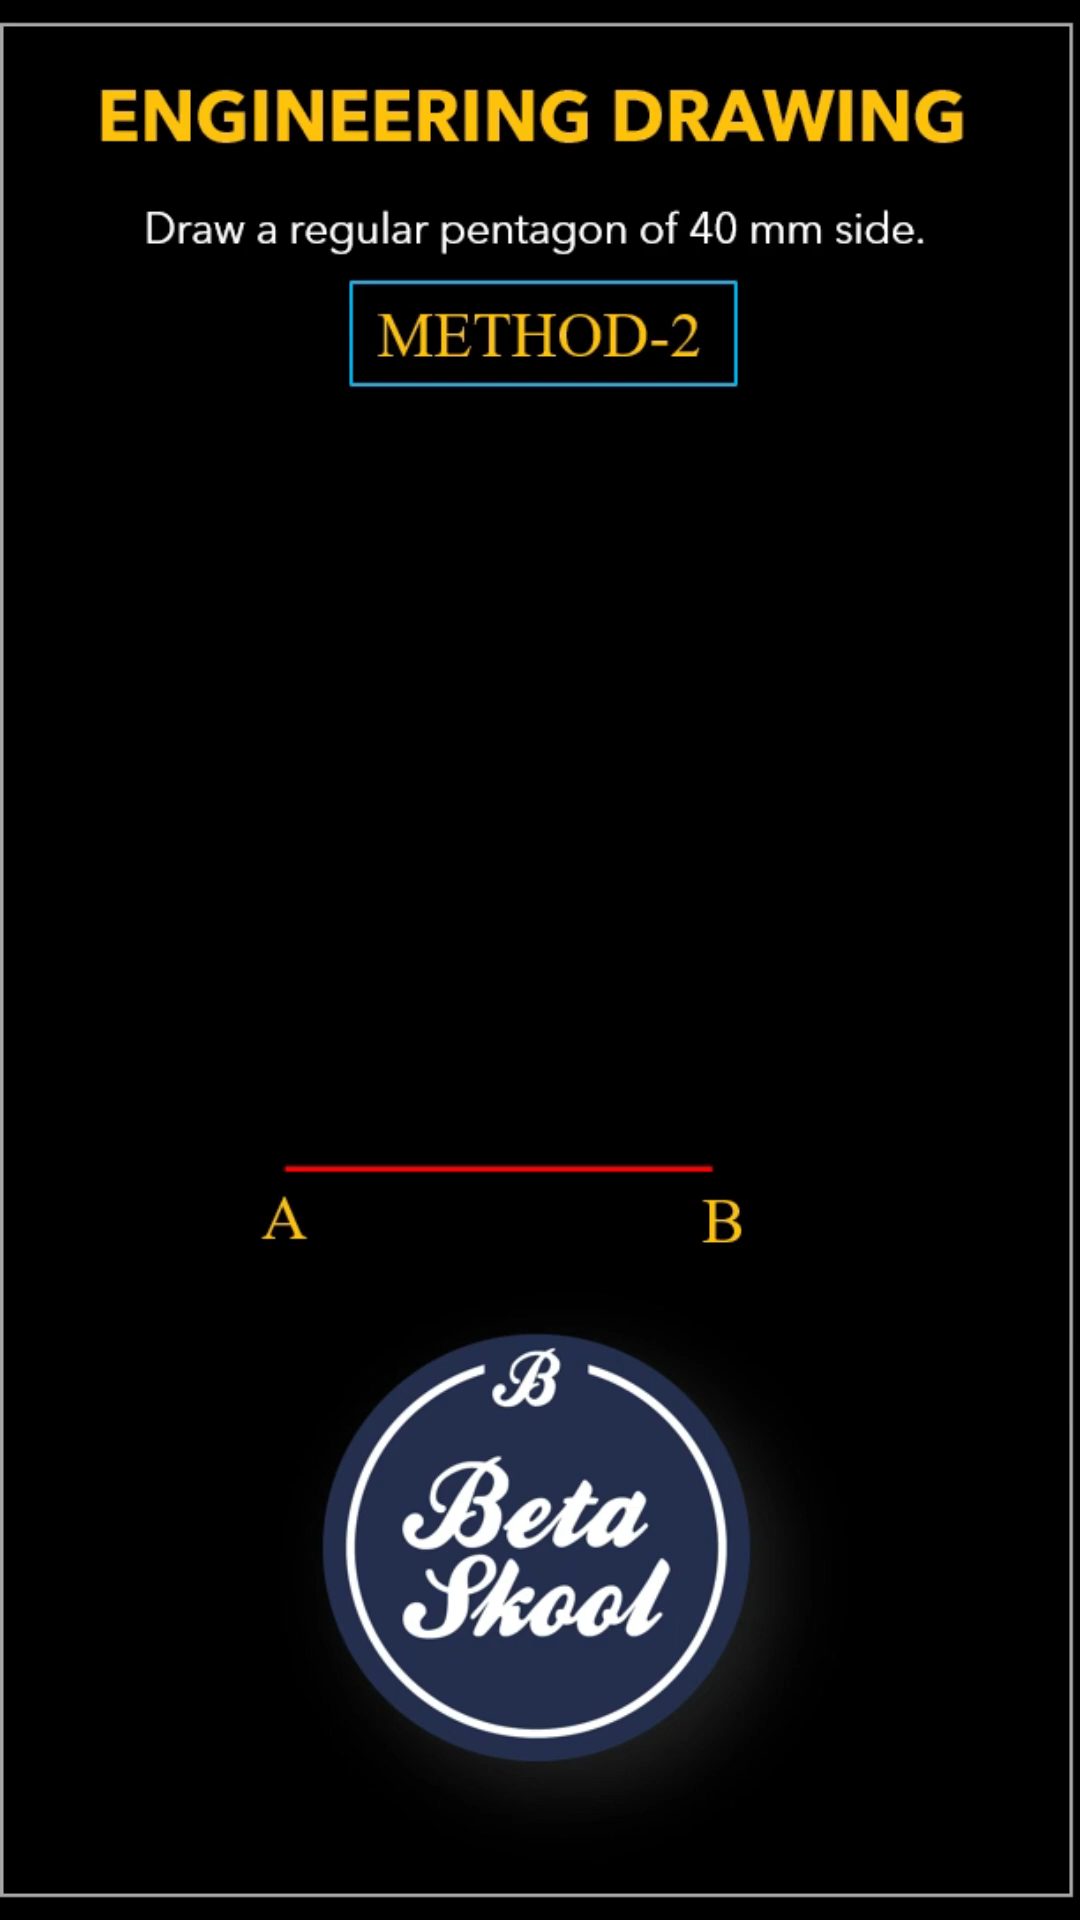 ENGINEERING DRAWING
Draw a regular pentagon of 40 mm side.
METHOD-2
A
B
B
Beta
Skool